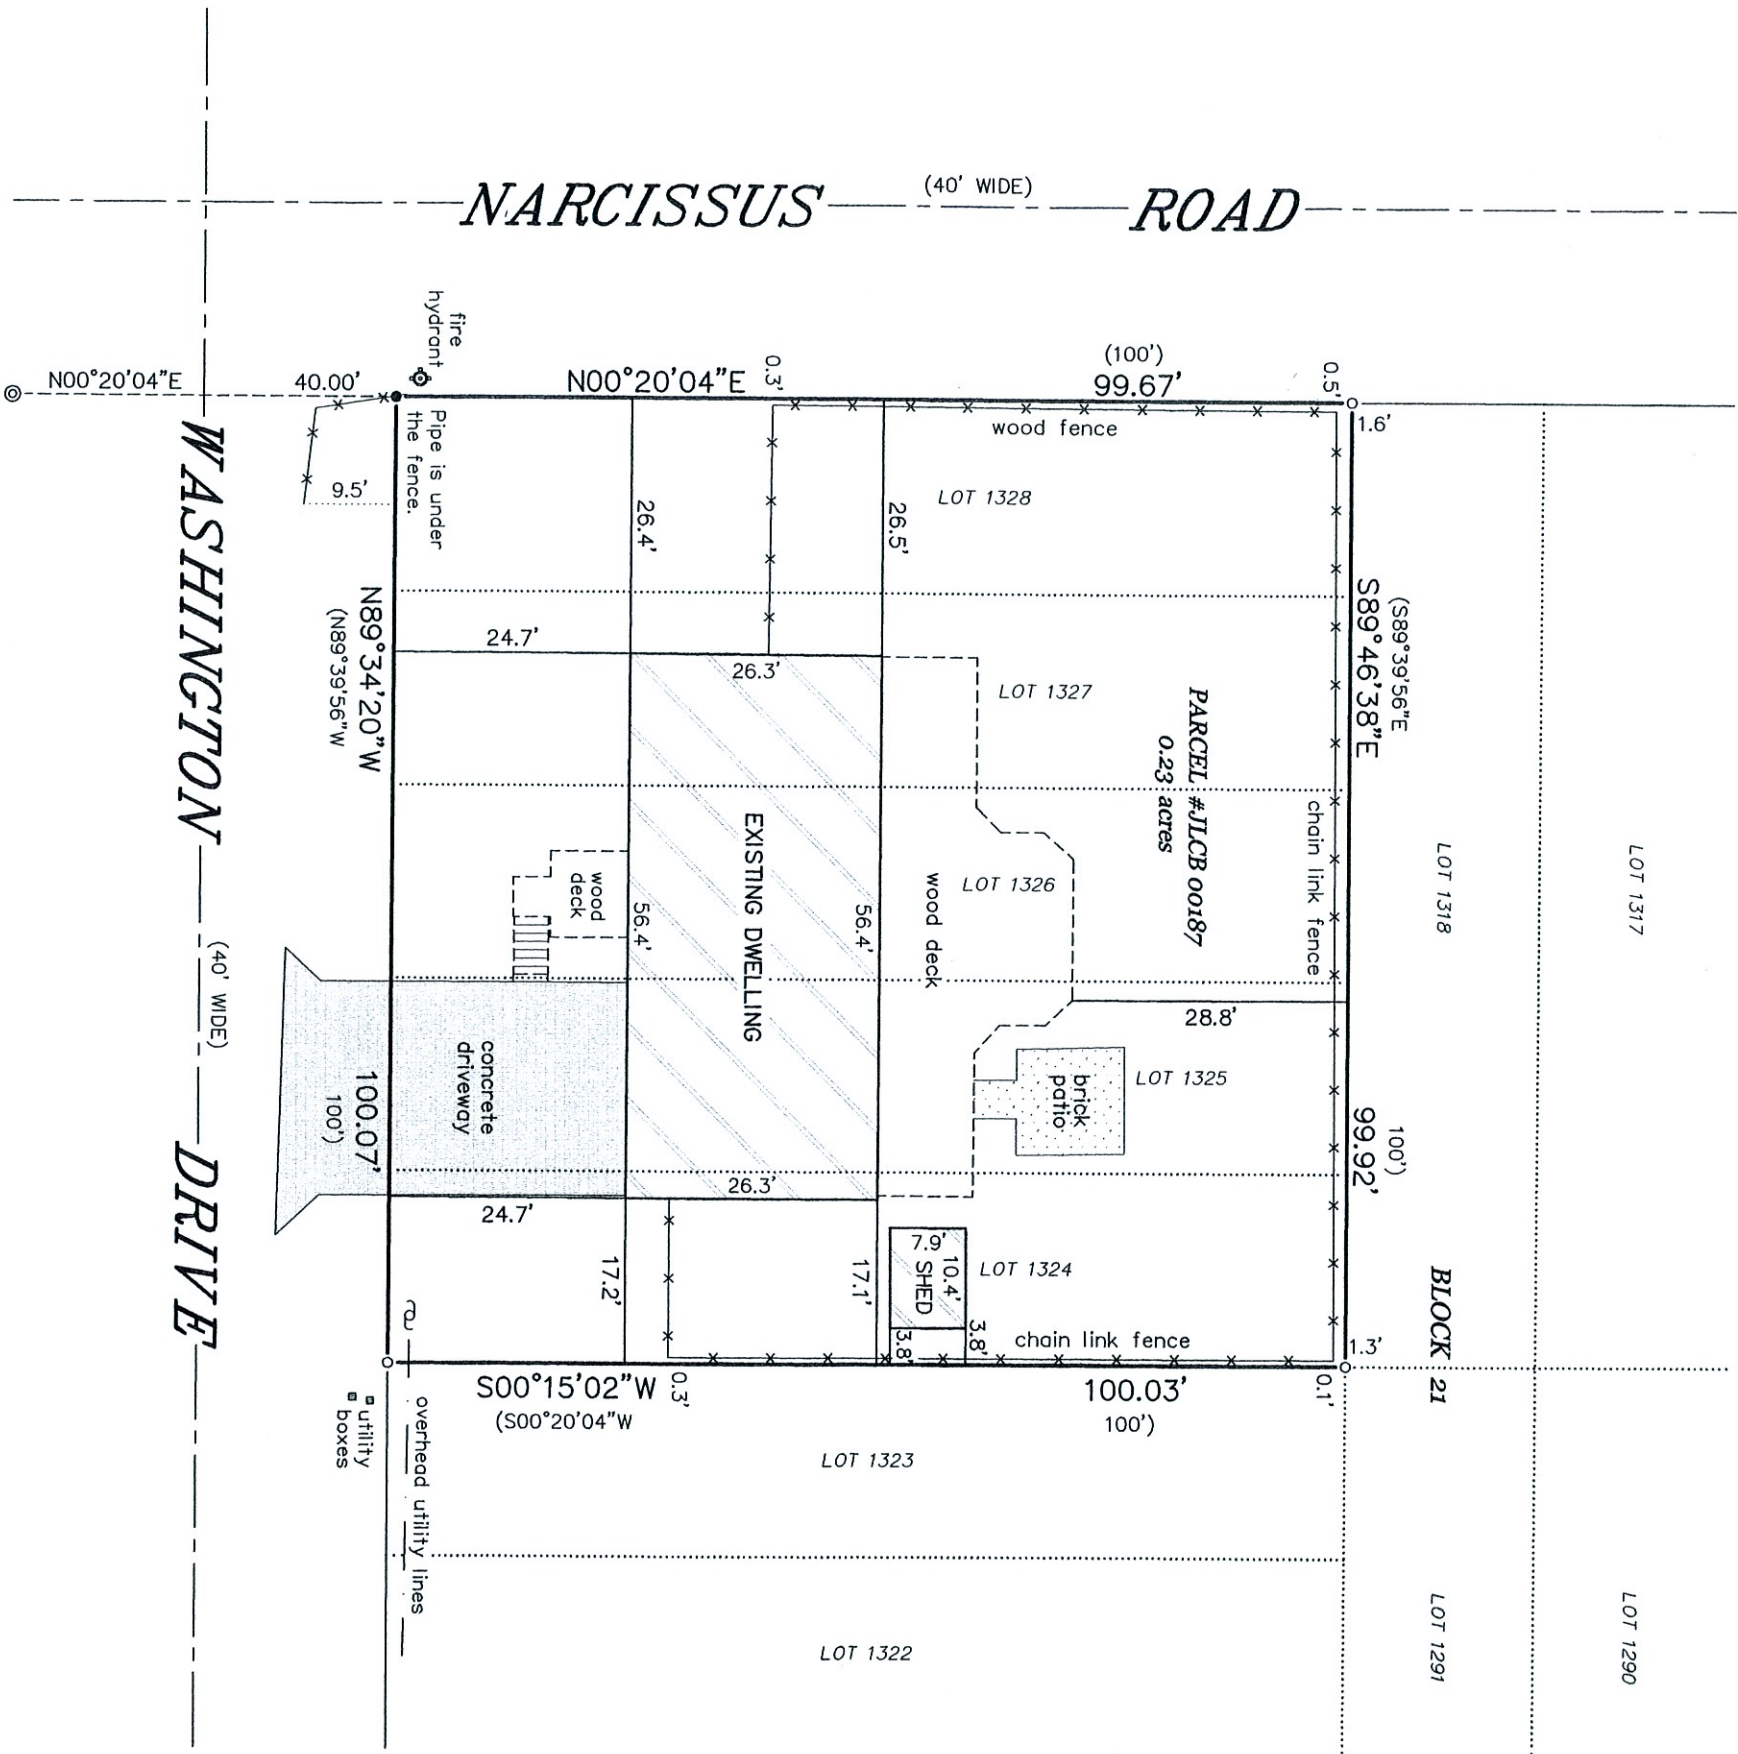 NARCISSUS (40' WIDE) ROAD
fire
hydrant
N00°20'04"E
40.00'
N00°20'04"E
0.3'
(100')
99.67'
0.5'
1.6'
Pipe is under
the fence.
wood fence
9.5'
26.4'
26.5'
LOT 1328
WASHINGTON (40' WIDE) DRIVE
N89°34'20"W
(N89°39'56"W
24.7'
26.3'
LOT 1327
PARCEL #JLCB 00187
0.23 acres
(S89°39'56"E
S89°46'38"E
chain link fence
LOT 1318
LOT 1317
wood
deck
56.4'
EXISTING DWELLING
56.4'
wood deck
LOT 1326
28.8'
concrete
driveway
100.07'
100')
brick
patio
LOT 1325
100')
99.92'
24.7'
26.3'
17.2'
17.1'
7.9'
10.4'
SHED
3.8'
3.8'
LOT 1324
chain link fence
1.3'
BLOCK 21
S00°15'02"W
(S00°20'04"W
0.3'
100.03'
100')
0.1'
utility
boxes
overhead utility lines
LOT 1323
LOT 1322
LOT 1291
LOT 1290